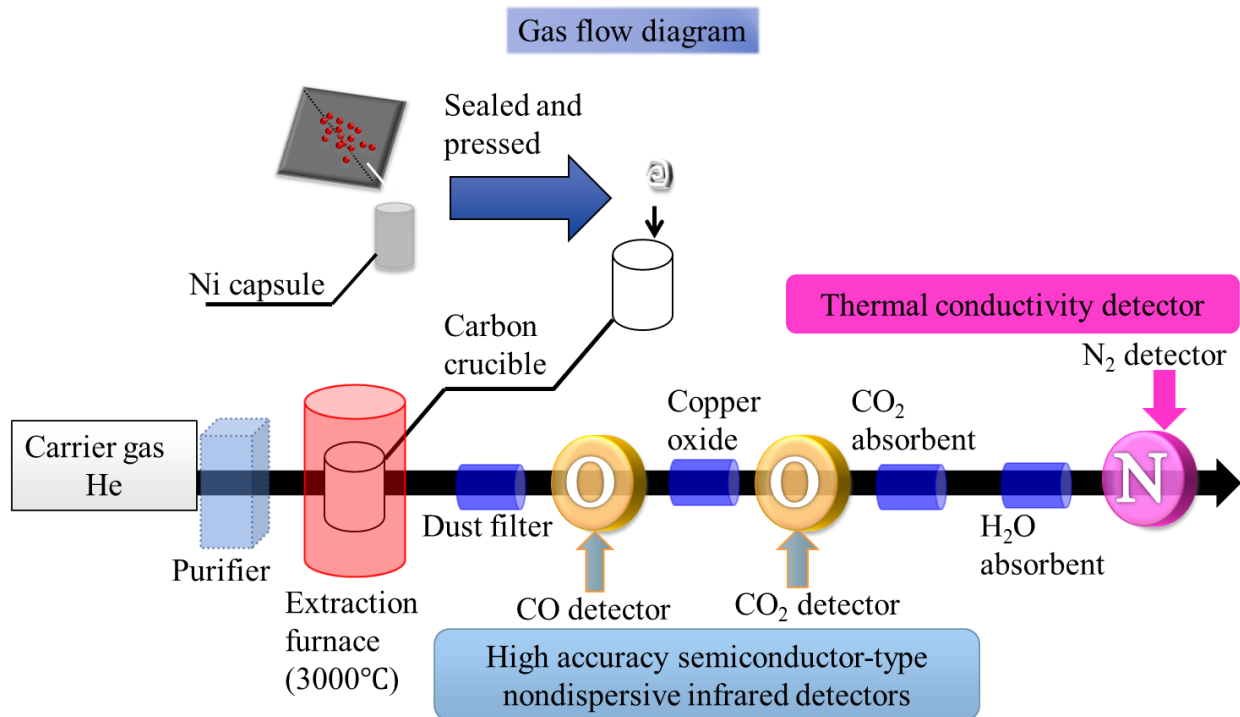 Gas flow diagram
Sealed and
pressed
Ni capsule
Carbon
crucible
Thermal conductivity detector
N₂ detector
Carrier gas
He
Purifier
Extraction
furnace
(3000℃)
Dust filter
O
CO detector
Copper
oxide
O
CO₂ detector
CO₂
absorbent
H₂O
absorbent
N
High accuracy semiconductor-type
nondispersive infrared detectors